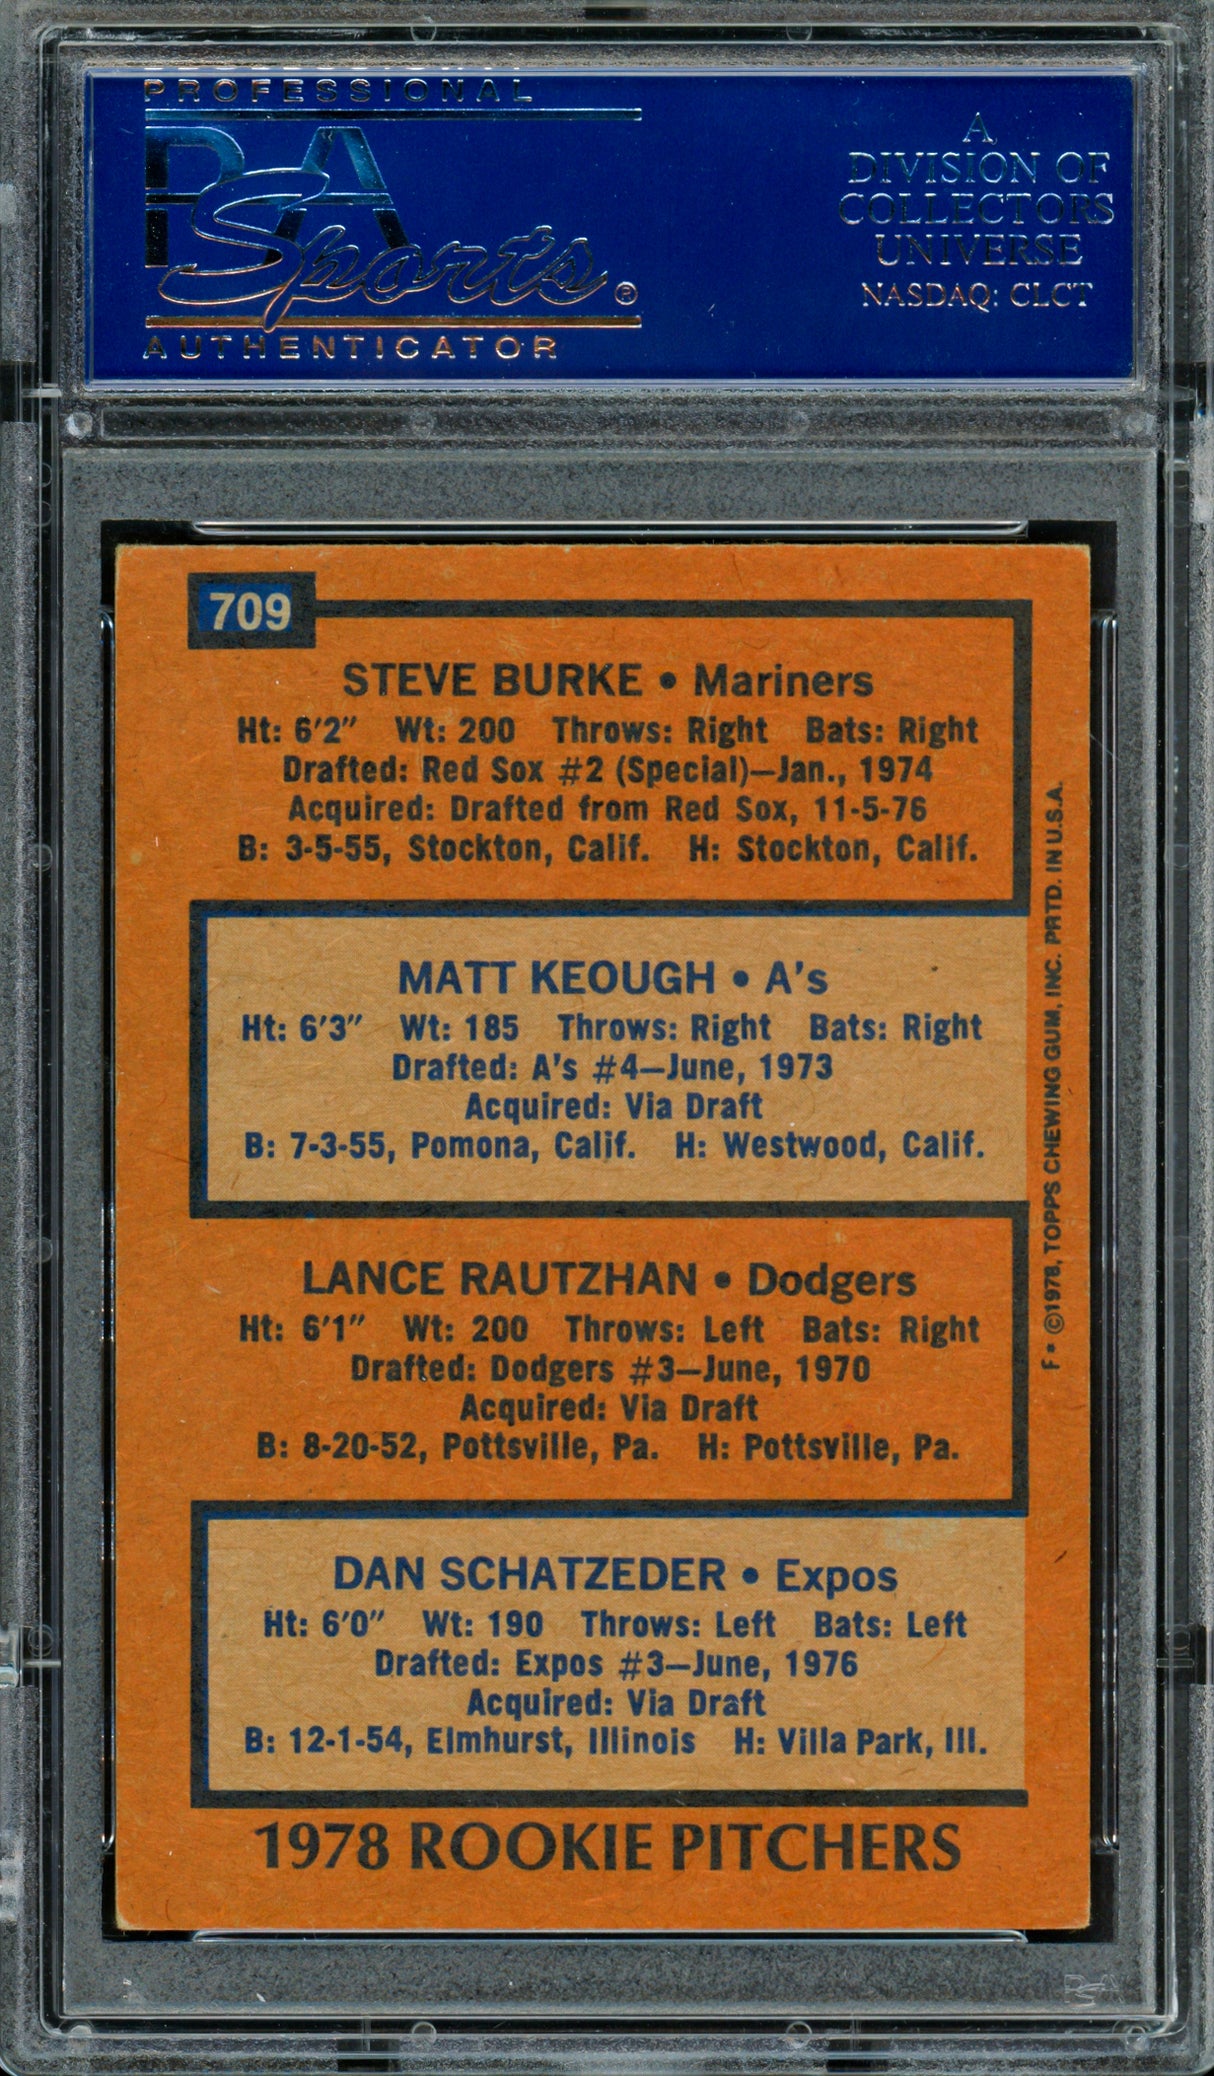 PROFESSIONAL
PSA
Sports®
AUTHENTICATOR
A
DIVISION OF
COLLECTORS
UNIVERSE
NASDAQ: CLCT
709
STEVE BURKE • Mariners
Ht: 6'2" Wt: 200 Throws: Right Bats: Right
Drafted: Red Sox #2 (Special)—Jan., 1974
Acquired: Drafted from Red Sox, 11-5-76
B: 3-5-55, Stockton, Calif. H: Stockton, Calif.
MATT KEOUGH • A's
Ht: 6'3" Wt: 185 Throws: Right Bats: Right
Drafted: A's #4—June, 1973
Acquired: Via Draft
B: 7-3-55, Pomona, Calif. H: Westwood, Calif.
LANCE RAUTZHAN • Dodgers
Ht: 6'1" Wt: 200 Throws: Left Bats: Right
Drafted: Dodgers #3—June, 1970
Acquired: Via Draft
B: 8-20-52, Pottsville, Pa. H: Pottsville, Pa.
DAN SCHATZEDER • Expos
Ht: 6'0" Wt: 190 Throws: Left Bats: Left
Drafted: Expos #3—June, 1976
Acquired: Via Draft
B: 12-1-54, Elmhurst, Illinois H: Villa Park, Ill.
1978 ROOKIE PITCHERS
F* ©1978, TOPPS CHEWING GUM, INC. PRTD. IN U.S.A.
PSA